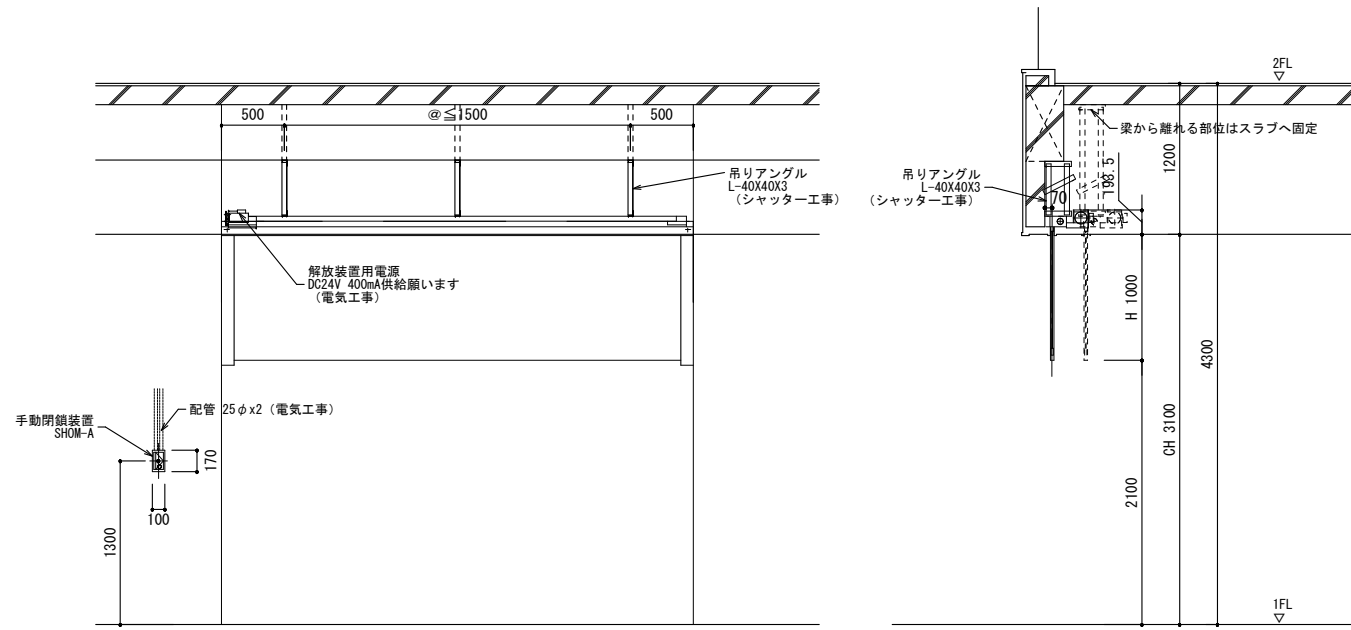 500
@≦1500
500
吊りアングル
L-40X40X3
(シャッター工事)
解放装置用電源
DC24V 400mA供給願います
(電気工事)
手動閉鎖装置
SHOM-A
配管 25φx2 (電気工事)
170
100
1300
2FL
梁から離れる部位はスラブへ固定
吊りアングル
L-40X40X3
(シャッター工事)
70
193.5
1200
H 1000
4300
CH 3100
2100
1FL